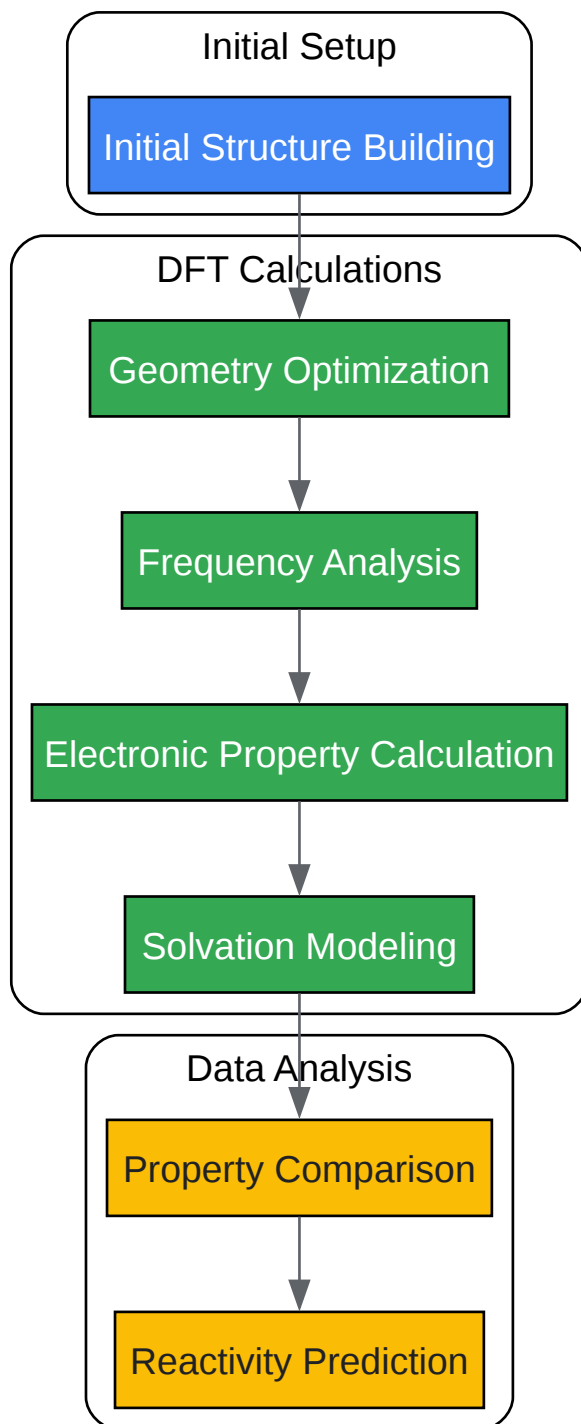 Initial Setup
Initial Structure Building
DFT Calculations
Geometry Optimization
Frequency Analysis
Electronic Property Calculation
Solvation Modeling
Data Analysis
Property Comparison
Reactivity Prediction